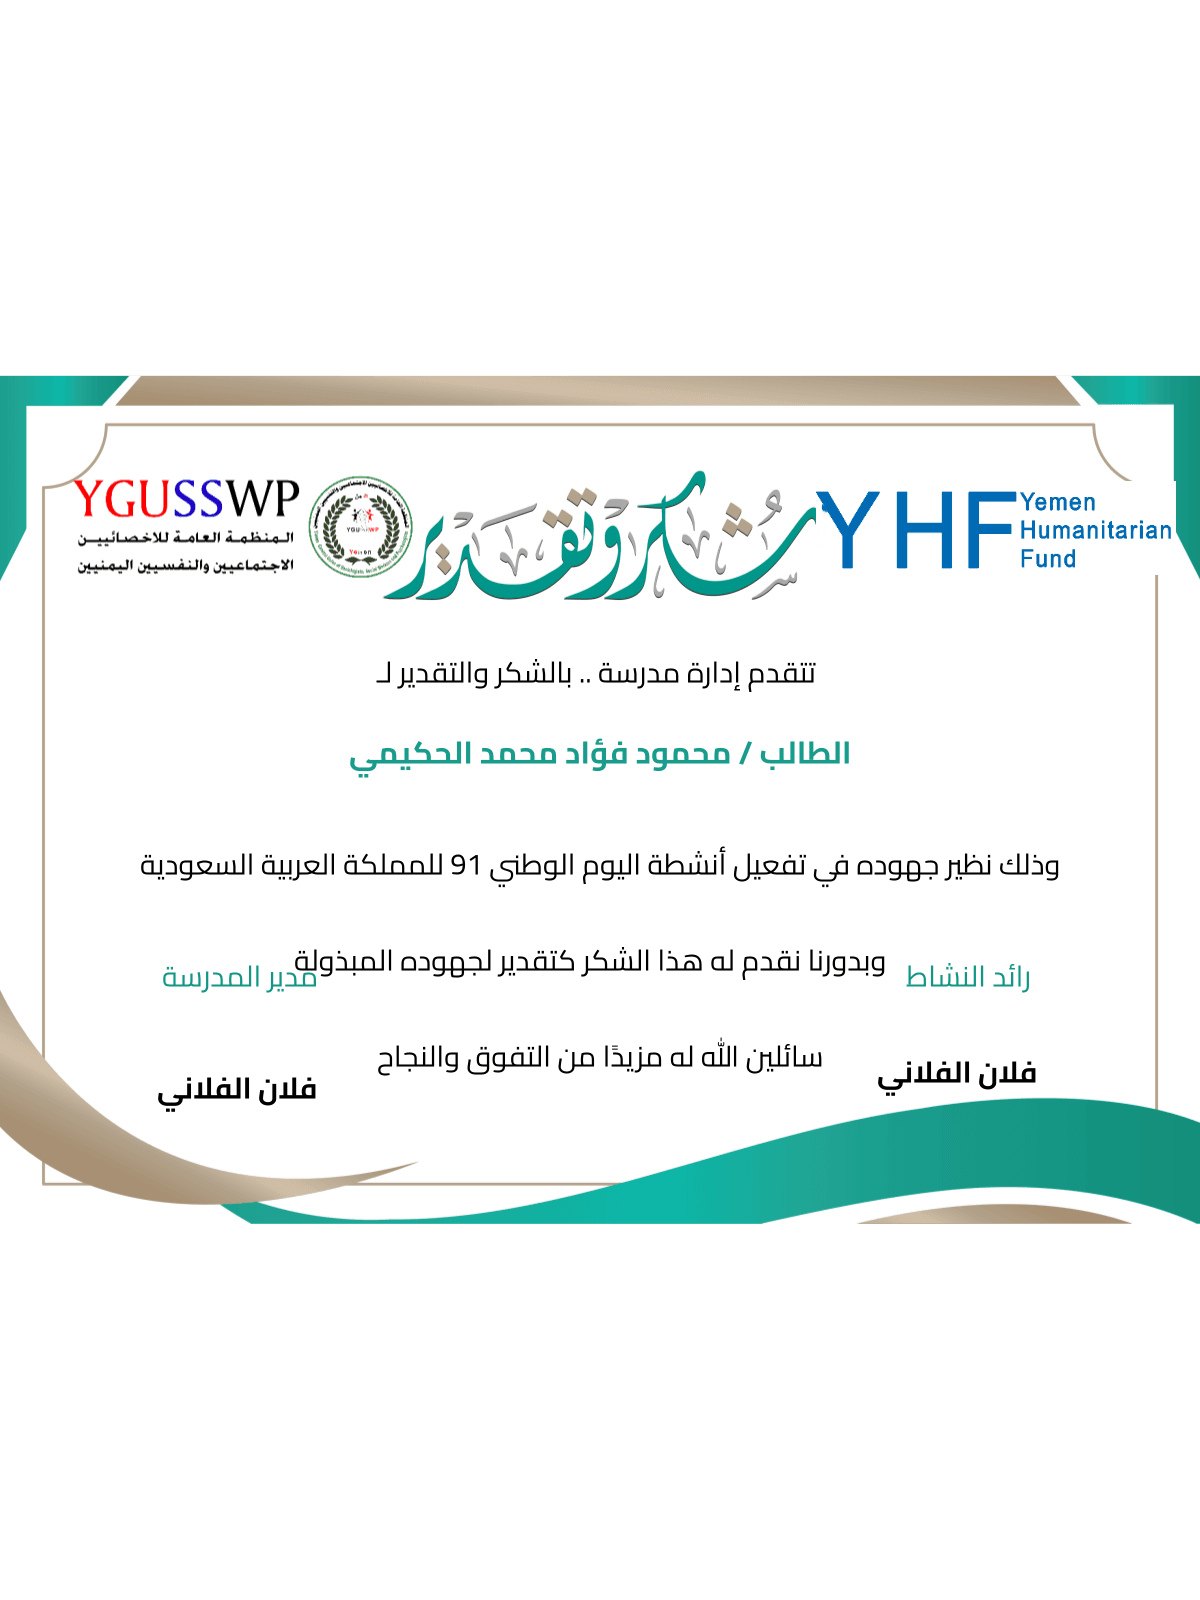 شكر وتقدير
YHF Yemen
Humanitarian
Fund
YGUSSWP
المنظمة العامة للاخصائيين
الاجتماعيين والنفسيين اليمنيين
YGUSSWP
Yemen
تتقدم إدارة مدرسة .. بالشكر والتقدير لـ
الطالب / محمود فؤاد محمد الحكيمي
وذلك نظير جهوده في تفعيل أنشطة اليوم الوطني 91 للمملكة العربية السعودية
وبدورنا نقدم له هذا الشكر كتقدير لجهوده المبذولة
رائد النشاط
مدير المدرسة
سائلين الله له مزيدًا من التفوق والنجاح
فلان الفلاني
فلان الفلاني